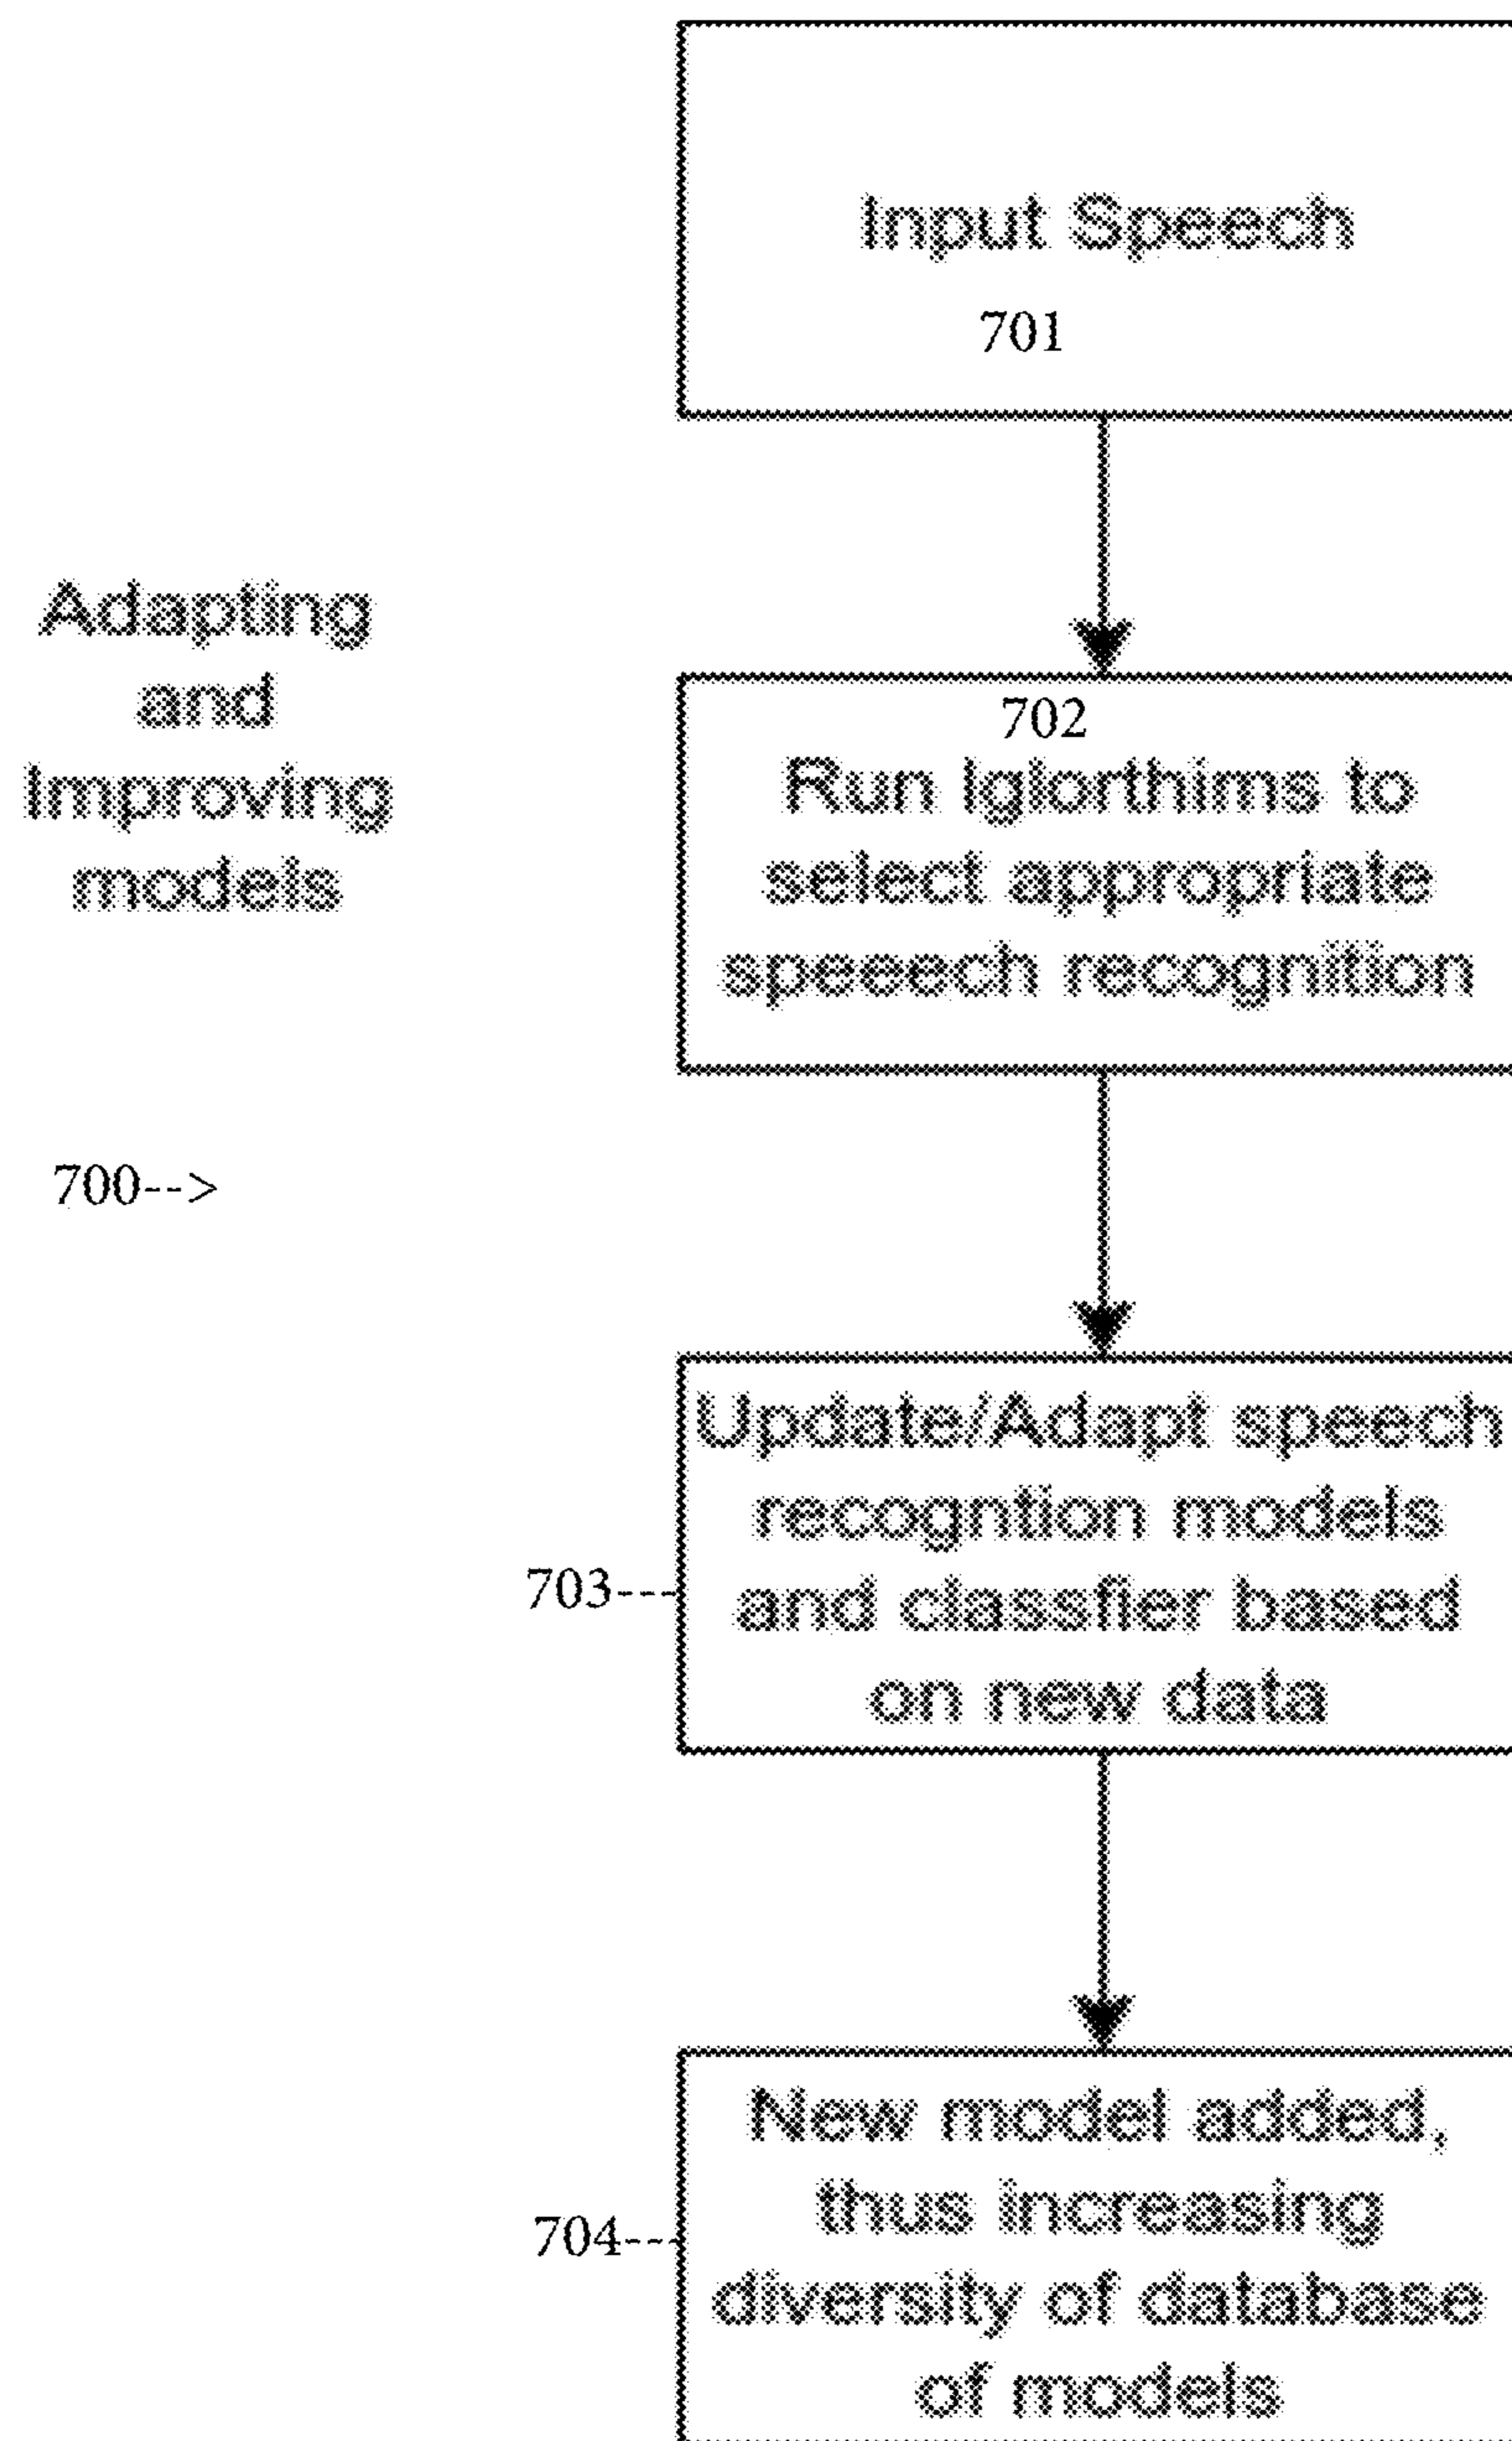 Input Speech
701
Adapting
and
Improving
models
702
Run Iglorthims to
select appropriate
speeech recognition
700-->
Update/Adapt speech
recogntion models
703---
and classfier based
on new data
New model added,
thus increasing
704---
diversity of database
of models